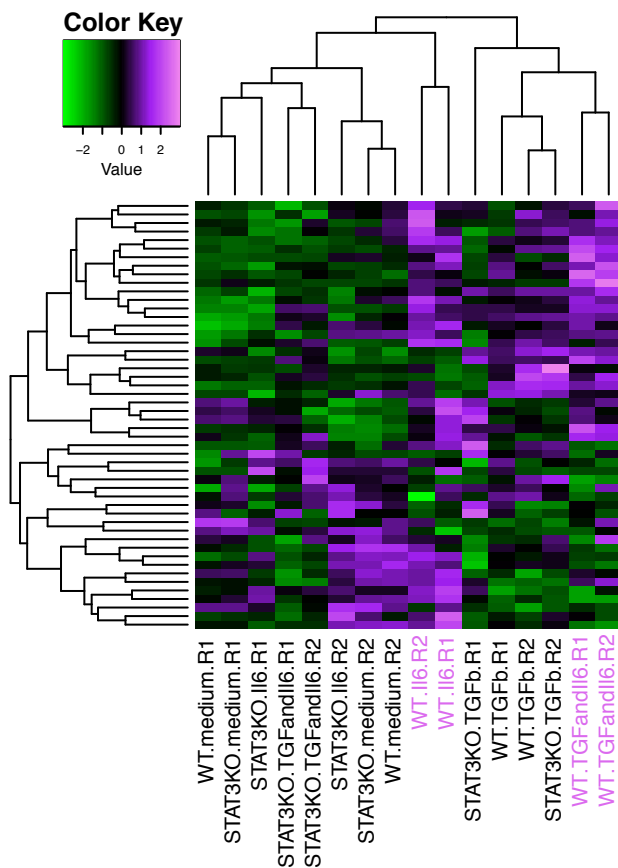 Color Key
−2 0 1 2
Value
WT.medium.R1
STAT3KO.medium.R1
STAT3KO.Il6.R1
STAT3KO.TGFandIl6.R1
STAT3KO.TGFandIl6.R2
STAT3KO.Il6.R2
STAT3KO.medium.R2
WT.medium.R2
WT.Il6.R2
WT.Il6.R1
STAT3KO.TGFb.R1
WT.TGFb.R1
WT.TGFb.R2
STAT3KO.TGFb.R2
WT.TGFandIl6.R1
WT.TGFandIl6.R2